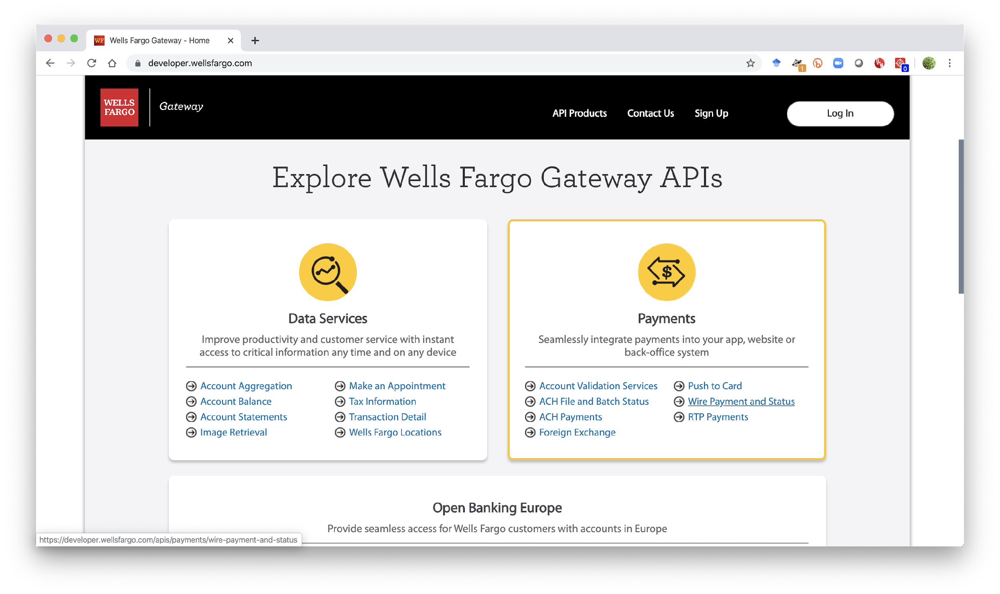 WF Wells Fargo Gateway - Home
developer.wellsfargo.com
1
0
WELLS
FARGO
Gateway
API Products Contact Us Sign Up Log In
Explore Wells Fargo Gateway APIs
Data Services
Improve productivity and customer service with instant
access to critical information any time and on any device
Account Aggregation
Account Balance
Account Statements
Image Retrieval
Make an Appointment
Tax Information
Transaction Detail
Wells Fargo Locations
$
Payments
Seamlessly integrate payments into your app, website or
back-office system
Account Validation Services
ACH File and Batch Status
ACH Payments
Foreign Exchange
Push to Card
Wire Payment and Status
RTP Payments
Open Banking Europe
Provide seamless access for Wells Fargo customers with accounts in Europe
https://developer.wellsfargo.com/apis/payments/wire-payment-and-status